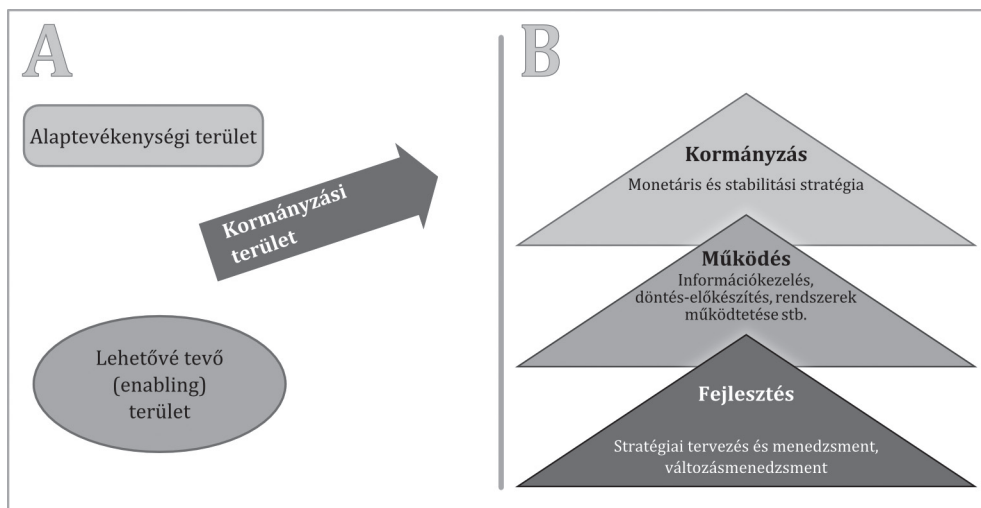 A
Alaptevékenységi terület
Kormányzási
terület
Lehetővé tevő
(enabling)
terület
B
Kormányzás
Monetáris és stabilitási stratégia
Működés
Információkezelés,
döntés-előkészítés, rendszerek
működtetése stb.
Fejlesztés
Stratégiai tervezés és menedzsment,
változásmenedzsment